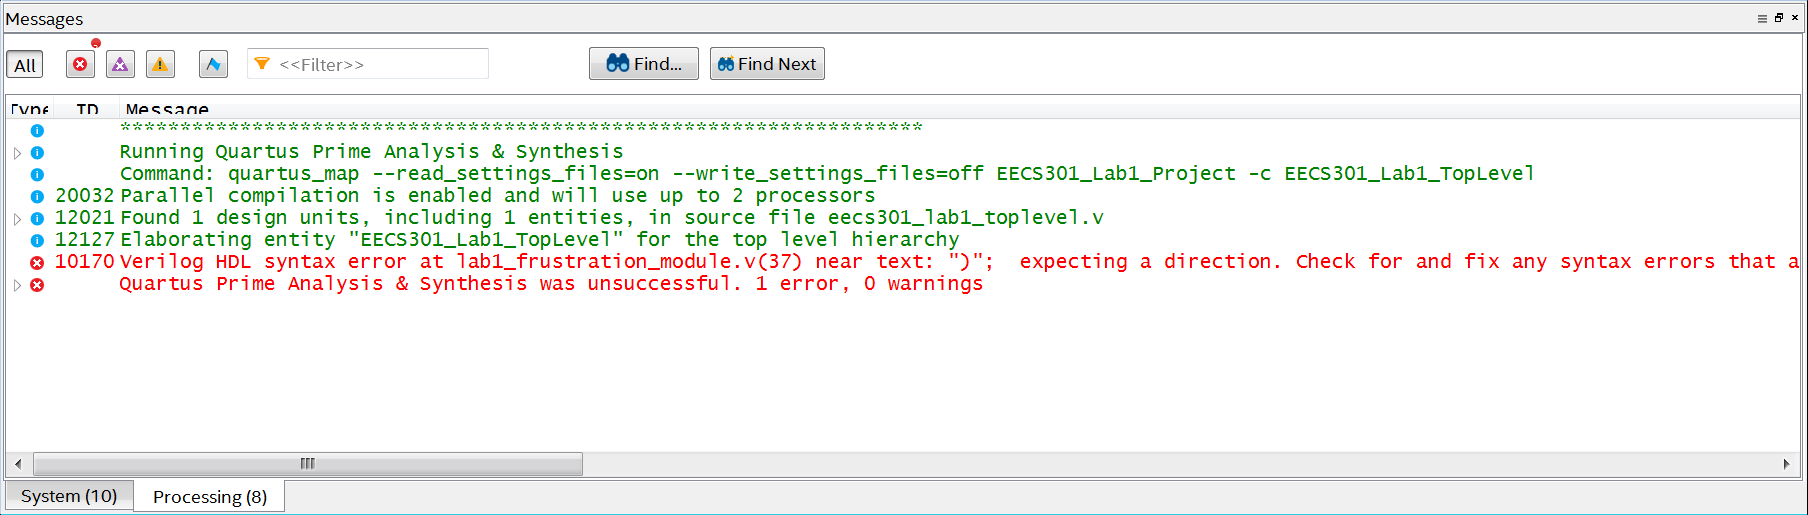 Messages
All <<Filter>> Find... Find Next
Type ID Message
*******************************************************************
Running Quartus Prime Analysis & Synthesis
Command: quartus_map --read_settings_files=on --write_settings_files=off EECS301_Lab1_Project -c EECS301_Lab1_TopLevel
20032 Parallel compilation is enabled and will use up to 2 processors
12021 Found 1 design units, including 1 entities, in source file eecs301_lab1_toplevel.v
12127 Elaborating entity "EECS301_Lab1_TopLevel" for the top level hierarchy
10170 Verilog HDL syntax error at lab1_frustration_module.v(37) near text: ")";  expecting a direction. Check for and fix any syntax errors that a
Quartus Prime Analysis & Synthesis was unsuccessful. 1 error, 0 warnings
System (10) Processing (8)